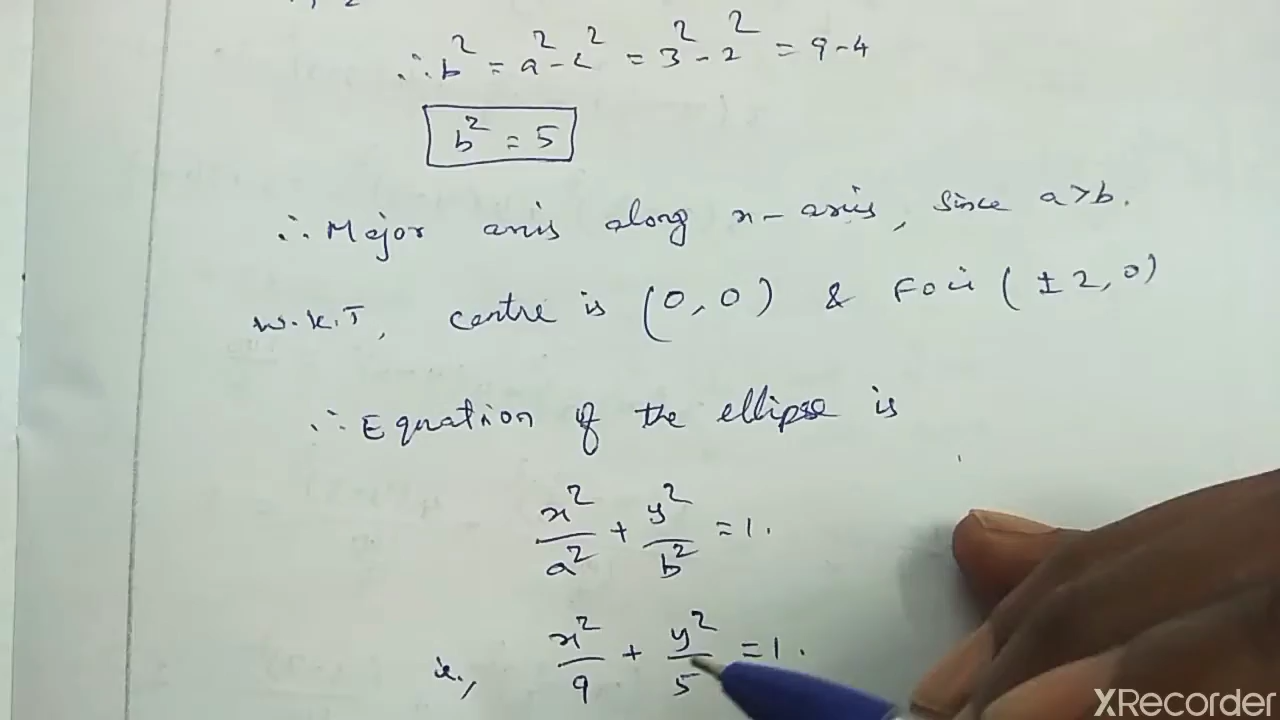 ∴ b² = a² - c² = 3² - 2² = 9 - 4
b² = 5
∴ Major axis along x-axis, since a > b.
W.K.T, centre is (0, 0) & Foci (± 2, 0)
∴ Equation of the ellipse is
x²/a² + y²/b² = 1.
ie., x²/9 + y²/5 = 1.
XRecorder